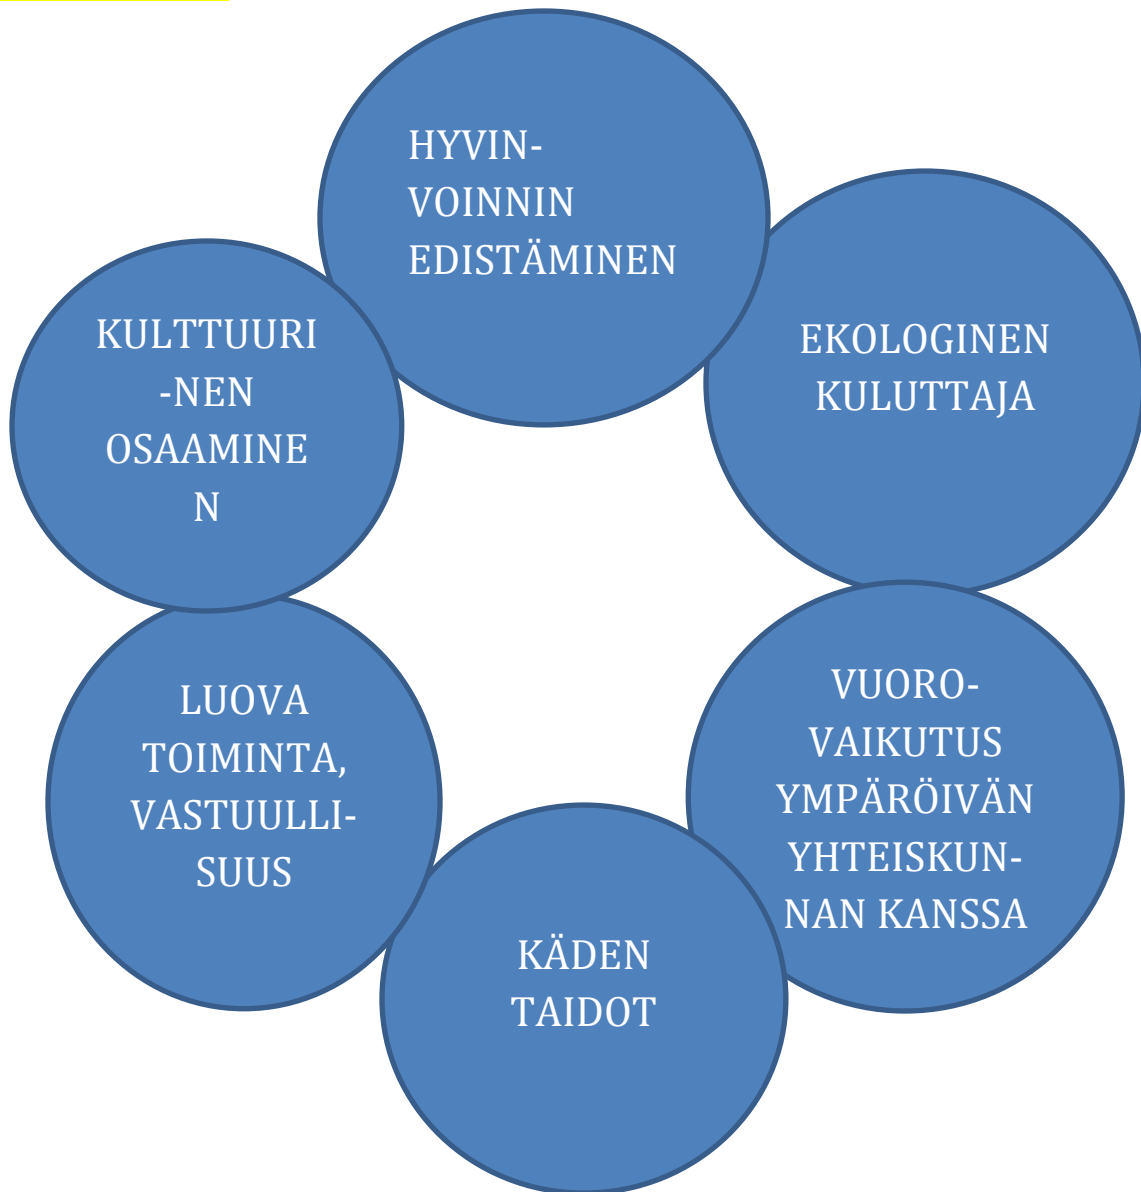 HYVIN-
VOINNIN
EDISTÄMINEN
EKOLOGINEN
KULUTTAJA
KULTTUURI
-NEN
OSAAMINE
N
VUORO-
VAIKUTUS
YMPÄRÖIVÄN
YHTEISKUN-
NAN KANSSA
LUOVA
TOIMINTA,
VASTUULLI-
SUUS
KÄDEN
TAIDOT